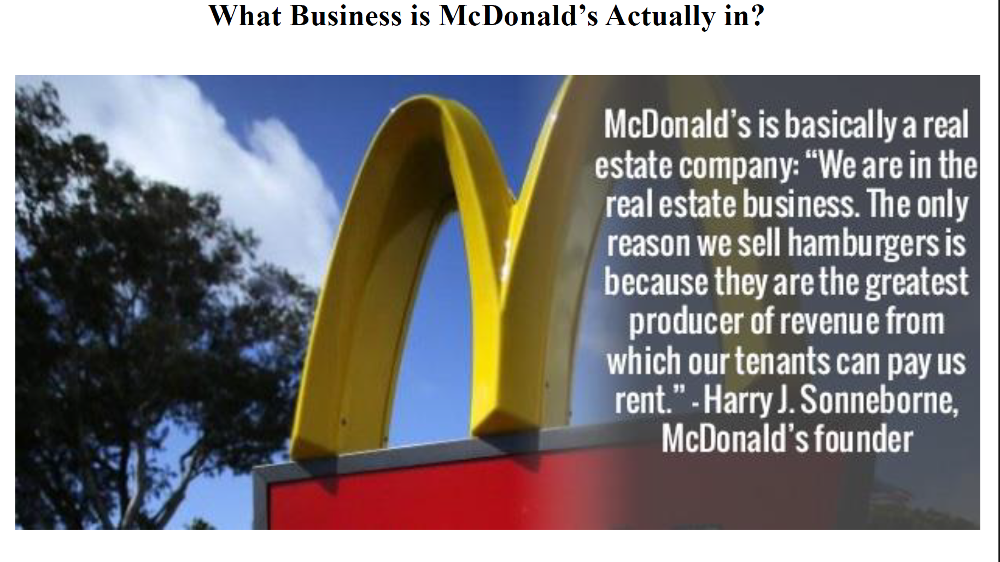 What Business is McDonald’s Actually in?
McDonald’s is basically a real
estate company: “We are in the
real estate business. The only
reason we sell hamburgers is
because they are the greatest
producer of revenue from
which our tenants can pay us
rent.” - Harry J. Sonneborne,
McDonald’s founder